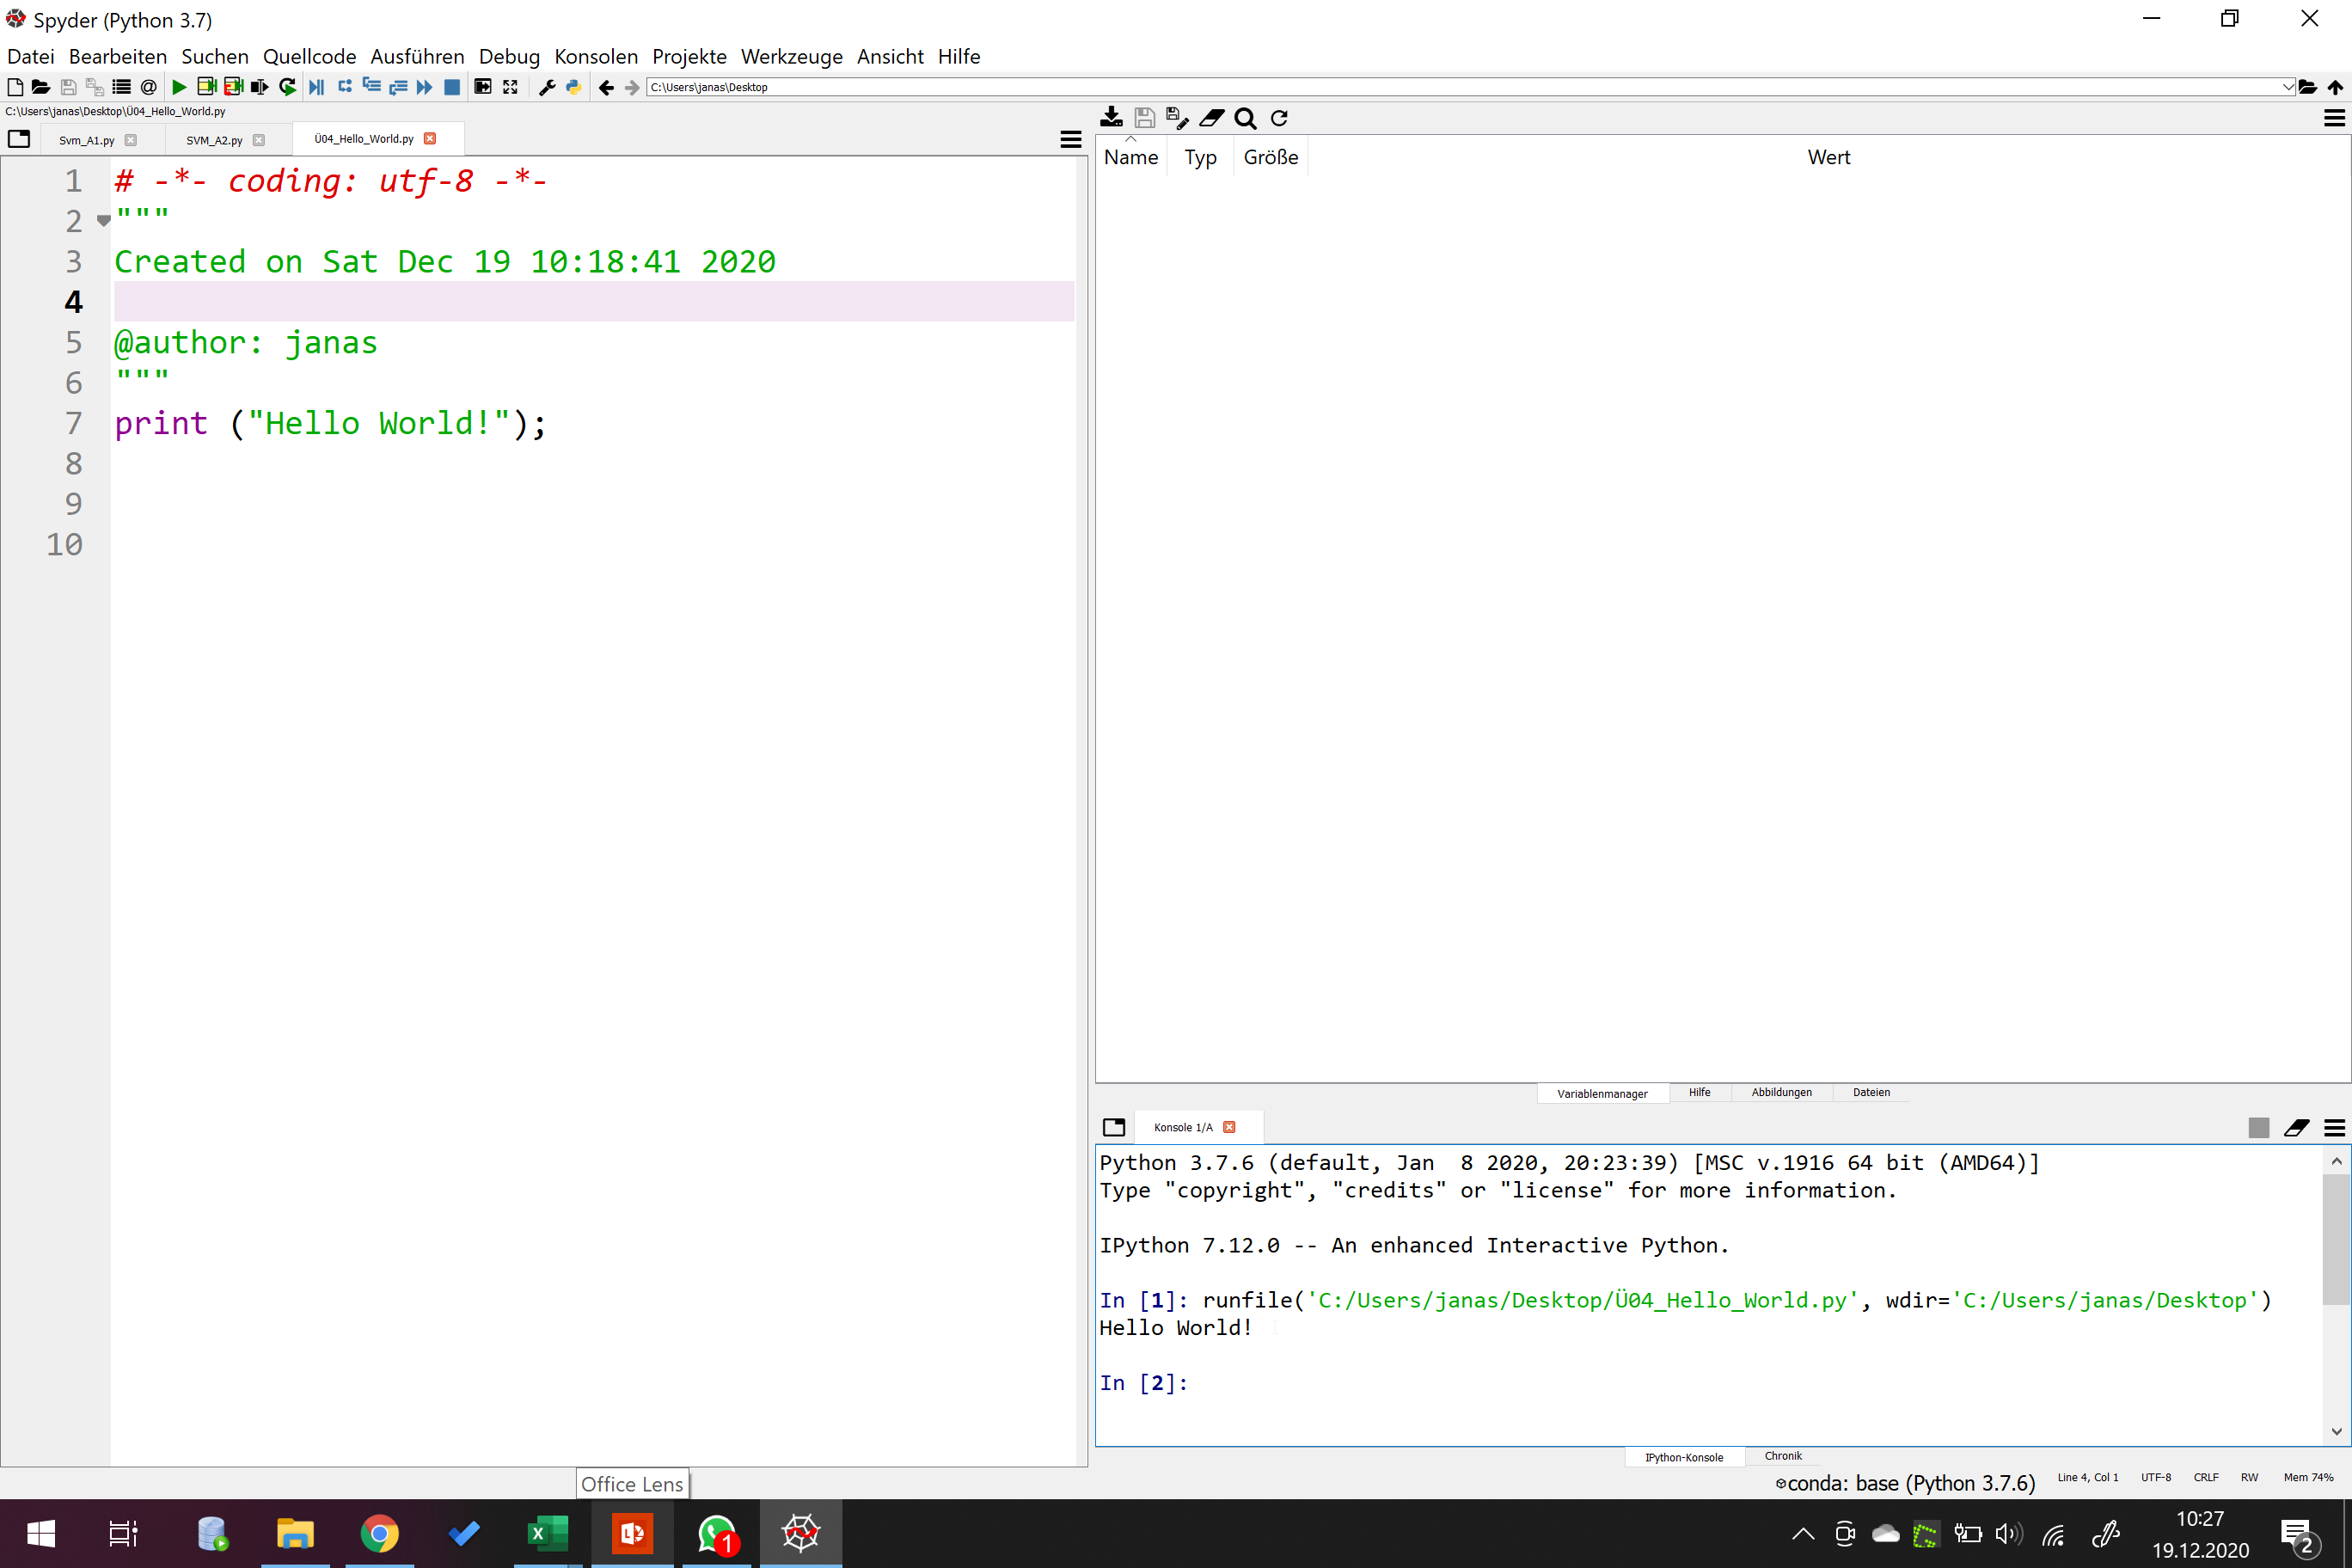 Spyder (Python 3.7)
Datei Bearbeiten Suchen Quellcode Ausführen Debug Konsolen Projekte Werkzeuge Ansicht Hilfe
C:\Users\janas\Desktop
C:\Users\janas\Desktop\Ü04_Hello_World.py
Svm_A1.py SVM_A2.py Ü04_Hello_World.py
1 # -*- coding: utf-8 -*-
2 """
3 Created on Sat Dec 19 10:18:41 2020
4
5 @author: janas
6 """
7 print ("Hello World!");
8
9
10
Name Typ Größe Wert
Variablenmanager Hilfe Abbildungen Dateien
Konsole 1/A
Python 3.7.6 (default, Jan  8 2020, 20:23:39) [MSC v.1916 64 bit (AMD64)]
Type "copyright", "credits" or "license" for more information.
IPython 7.12.0 -- An enhanced Interactive Python.
In [1]: runfile('C:/Users/janas/Desktop/Ü04_Hello_World.py', wdir='C:/Users/janas/Desktop')
Hello World!
In [2]:
IPython-Konsole Chronik
Office Lens
conda: base (Python 3.7.6) Line 4, Col 1 UTF-8 CRLF RW Mem 74%
1
10:27
19.12.2020
2